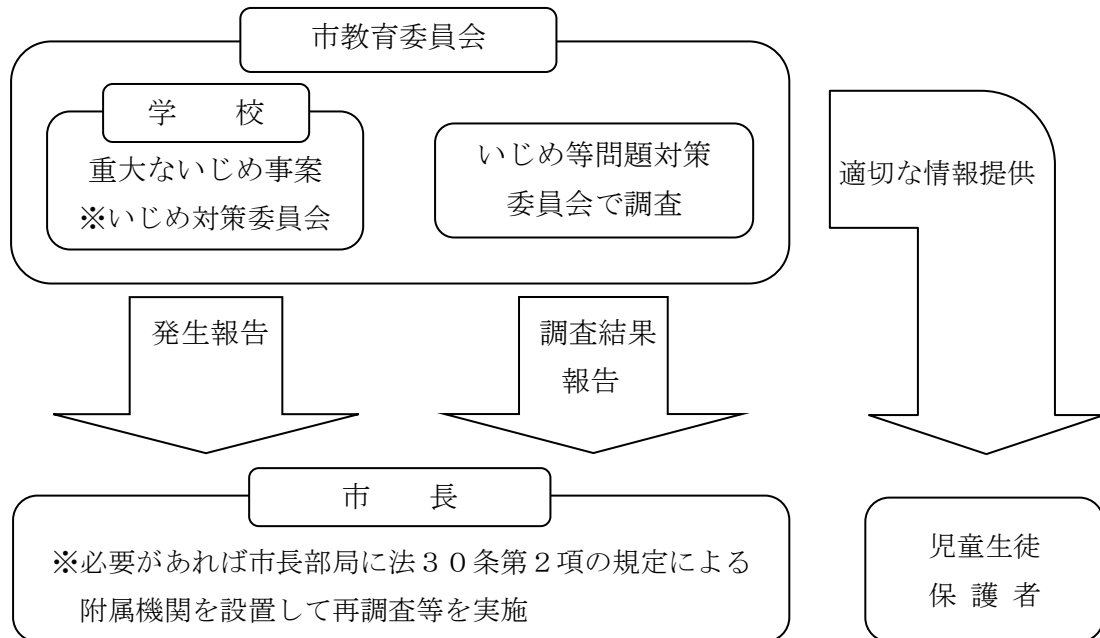 市教育委員会
学　　校
重大ないじめ事案
※いじめ対策委員会
いじめ等問題対策
委員会で調査
適切な情報提供
発生報告
調査結果
報告
市　　長
※必要があれば市長部局に法３０条第２項の規定による
附属機関を設置して再調査等を実施
児童生徒
保 護 者